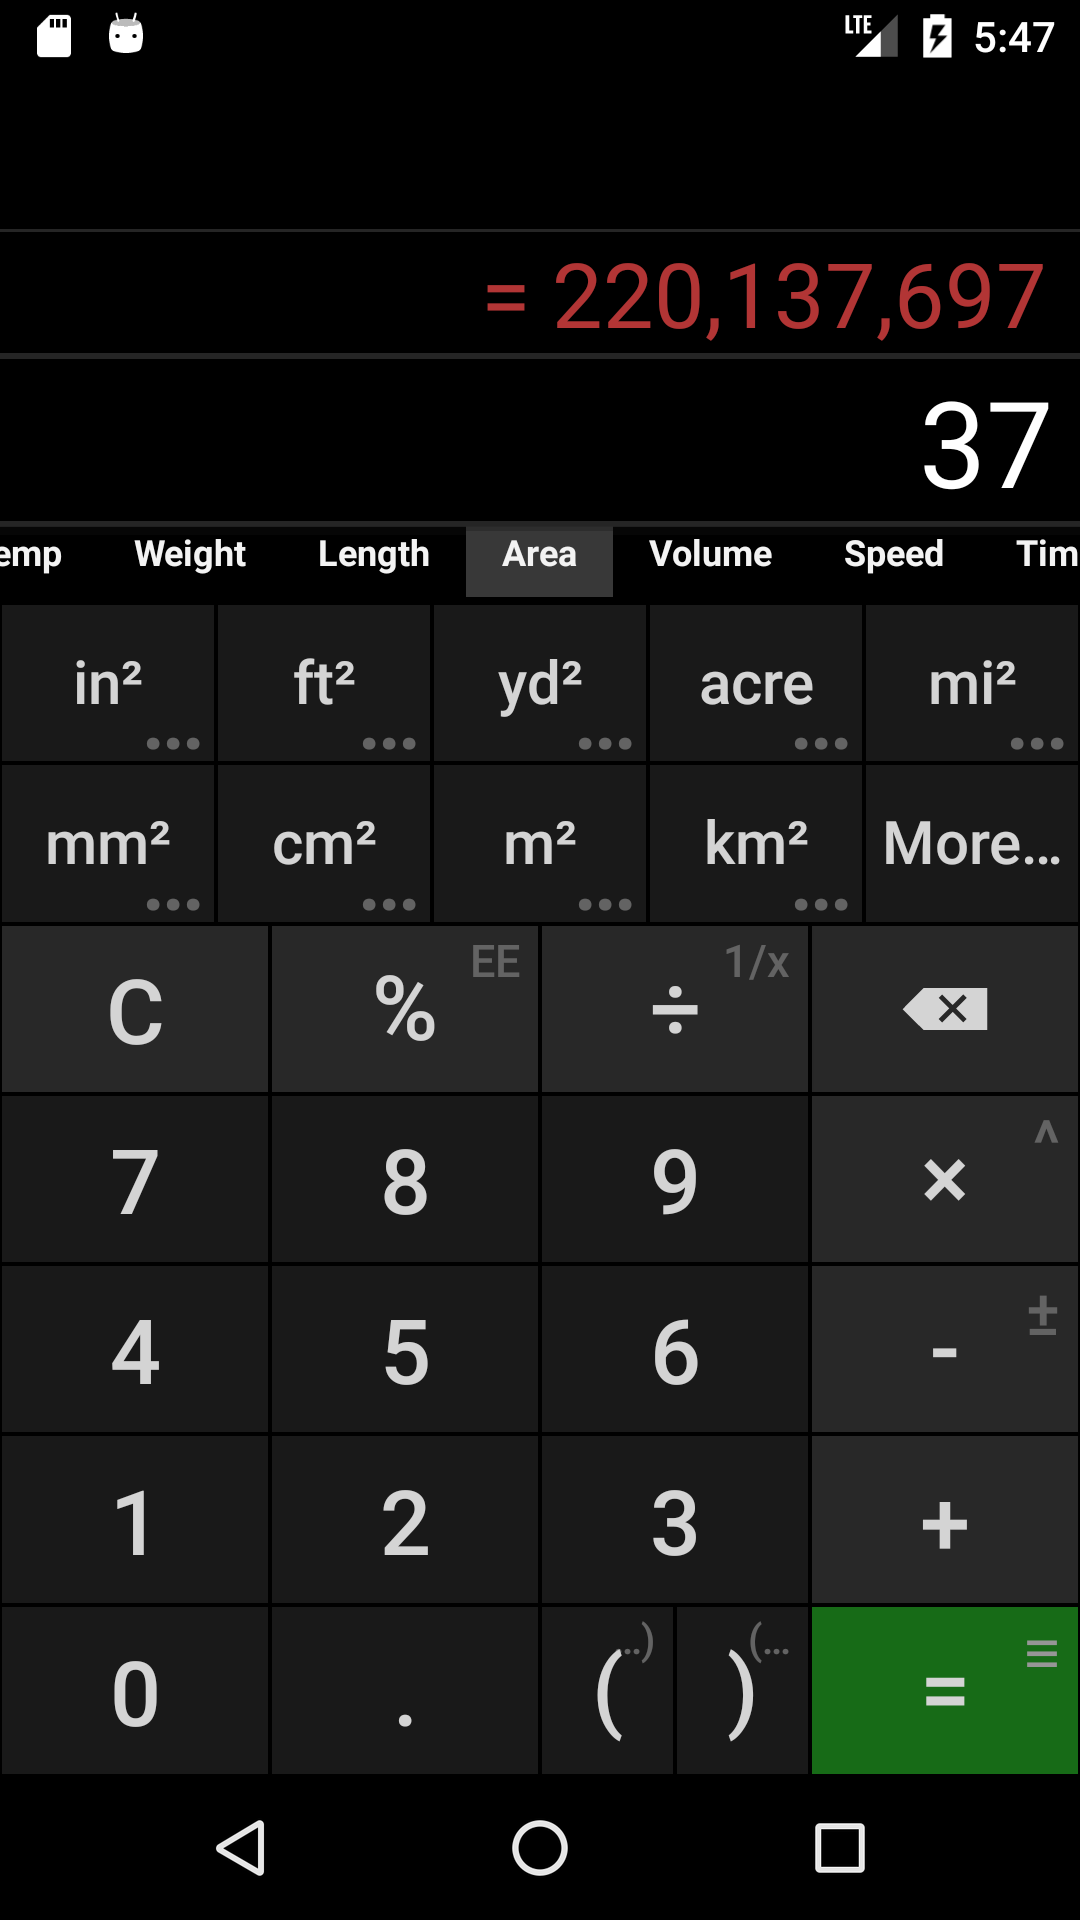 LTE 5:47
= 220,137,697
37
emp Weight Length Area Volume Speed Tim
in² ft² yd² acre mi²
mm² cm² m² km² More...
C % EE ÷ 1/x
7 8 9 × ^
4 5 6 - ±
1 2 3 +
0 . ( ..) ) (... =